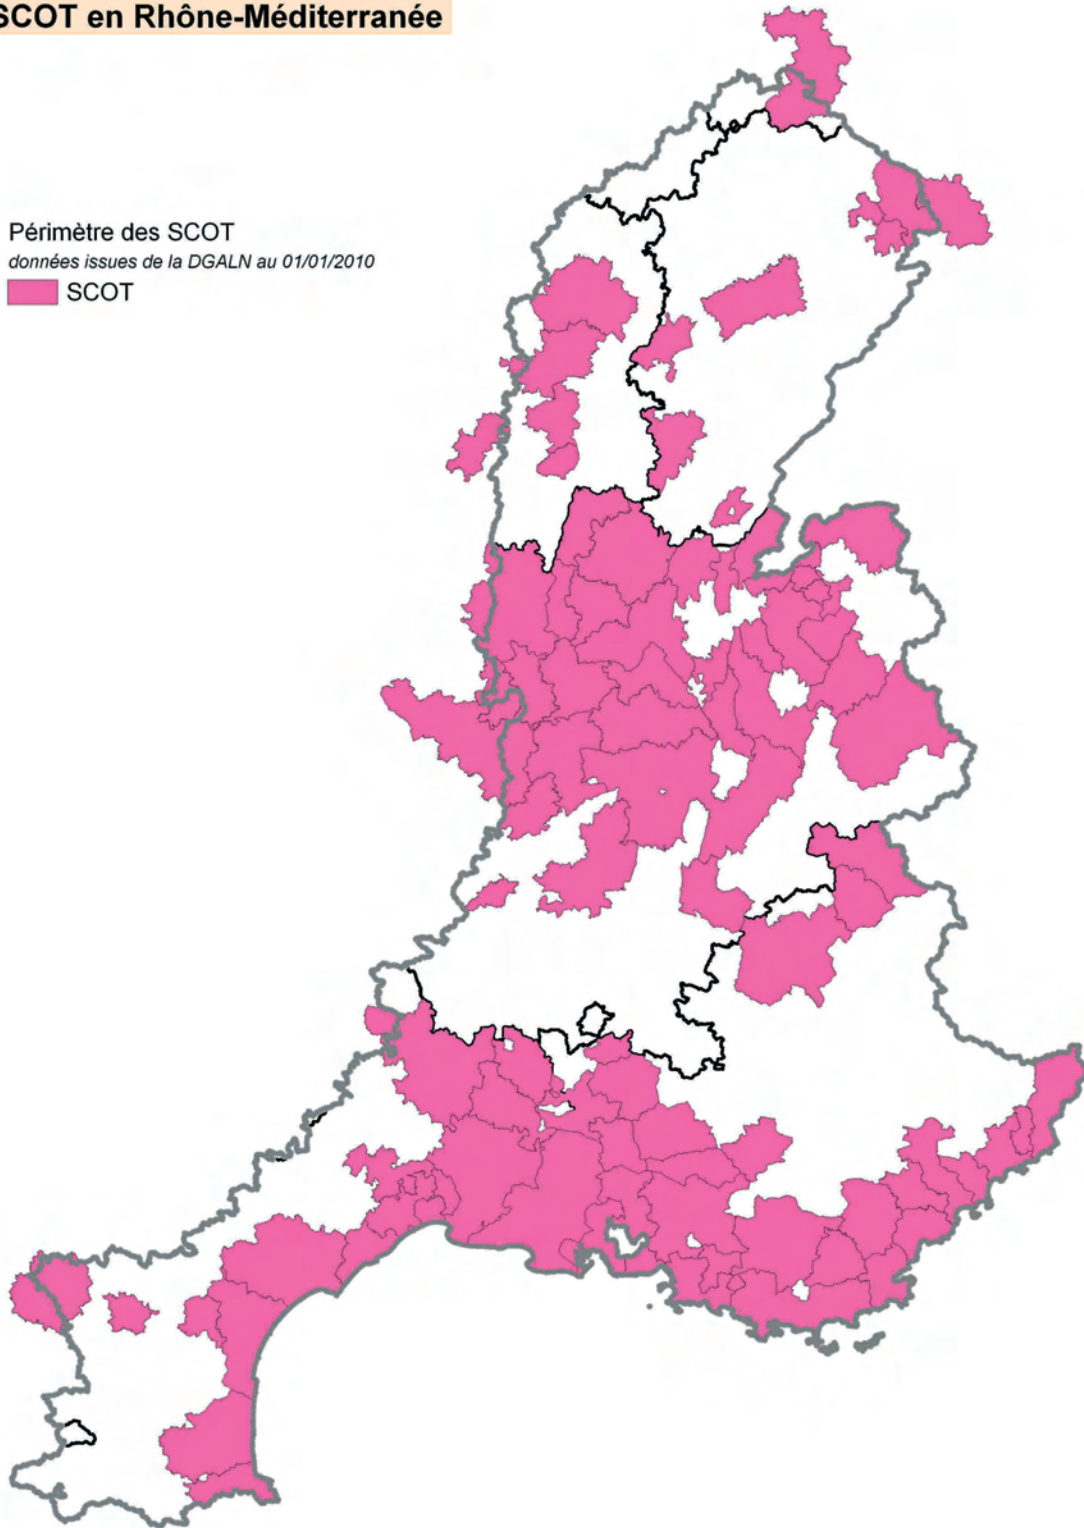 SCOT en Rhône-Méditerranée
Périmètre des SCOT
données issues de la DGALN au 01/01/2010
SCOT